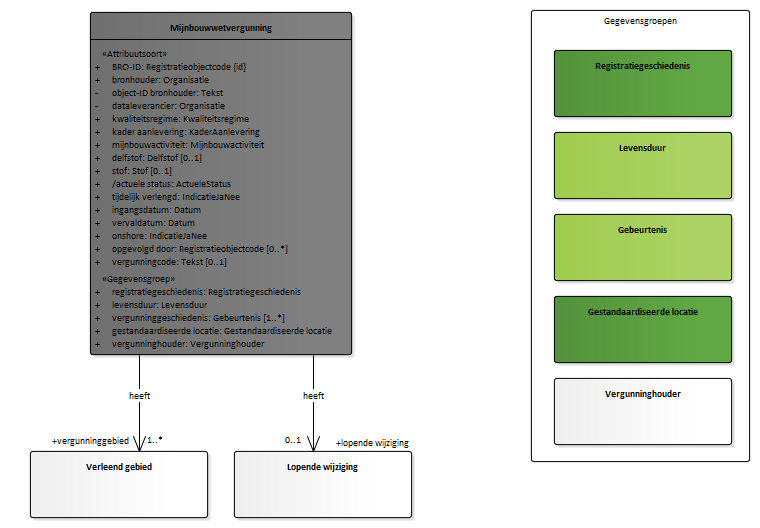 Mijnbouwwetvergunning
«Attribuutsoort»
+ BRO-ID: Registratieobjectcode {id}
+ bronhouder: Organisatie
- object-ID bronhouder: Tekst
- dataleverancier: Organisatie
+ kwaliteitsregime: Kwaliteitsregime
+ kader aanlevering: KaderAanlevering
+ mijnbouwactiviteit: Mijnbouwactiviteit
+ delfstof: Delfstof [0..1]
+ stof: Stof [0..1]
+ /actuele status: ActueleStatus
+ tijdelijk verlengd: IndicatieJaNee
+ ingangsdatum: Datum
+ vervaldatum: Datum
+ onshore: IndicatieJaNee
+ opgevolgd door: Registratieobjectcode [0..*]
+ vergunningcode: Tekst [0..1]
«Gegevensgroep»
+ registratiegeschiedenis: Registratiegeschiedenis
+ levensduur: Levensduur
+ vergunninggeschiedenis: Gebeurtenis [1..*]
+ gestandaardiseerde locatie: Gestandaardiseerde locatie
+ vergunninghouder: Vergunninghouder
heeft
heeft
+vergunninggebied 1..*
0..1 +lopende wijziging
Verleend gebied
Lopende wijziging
Gegevensgroepen
Registratiegeschiedenis
Levensduur
Gebeurtenis
Gestandaardiseerde locatie
Vergunninghouder